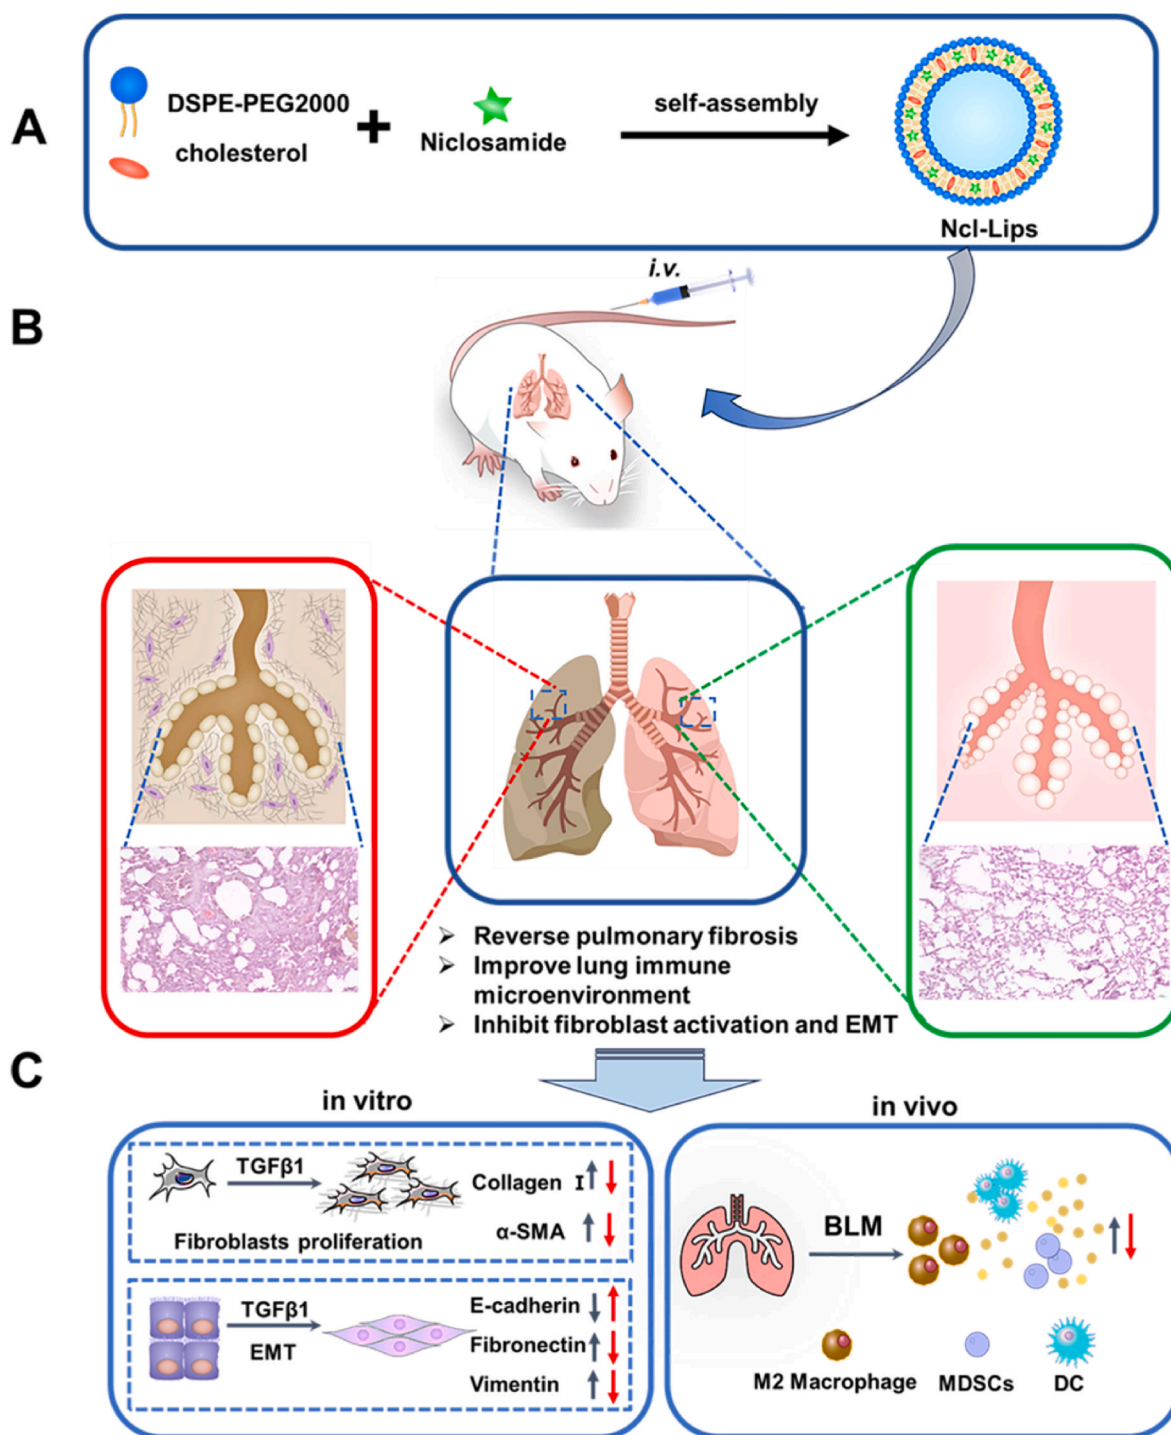 A
DSPE-PEG2000
cholesterol
+
Niclosamide
self-assembly
Ncl-Lips
B
i.v.
➢ Reverse pulmonary fibrosis
➢ Improve lung immune
microenvironment
➢ Inhibit fibroblast activation and EMT
C
in vitro
in vivo
TGFβ1
Fibroblasts proliferation
Collagen I
α-SMA
TGFβ1
EMT
E-cadherin
Fibronectin
Vimentin
BLM
M2 Macrophage
MDSCs
DC